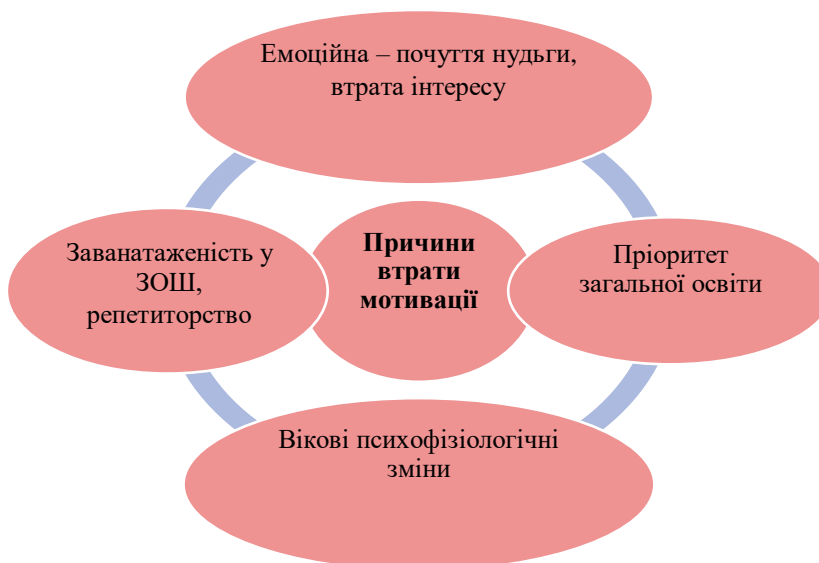 Емоційна – почуття нудьги,
втрата інтересу
Заванатаженість у
ЗОШ,
репетиторство
Причини
втрати
мотивації
Пріоритет
загальної освіти
Вікові психофізіологічні
зміни